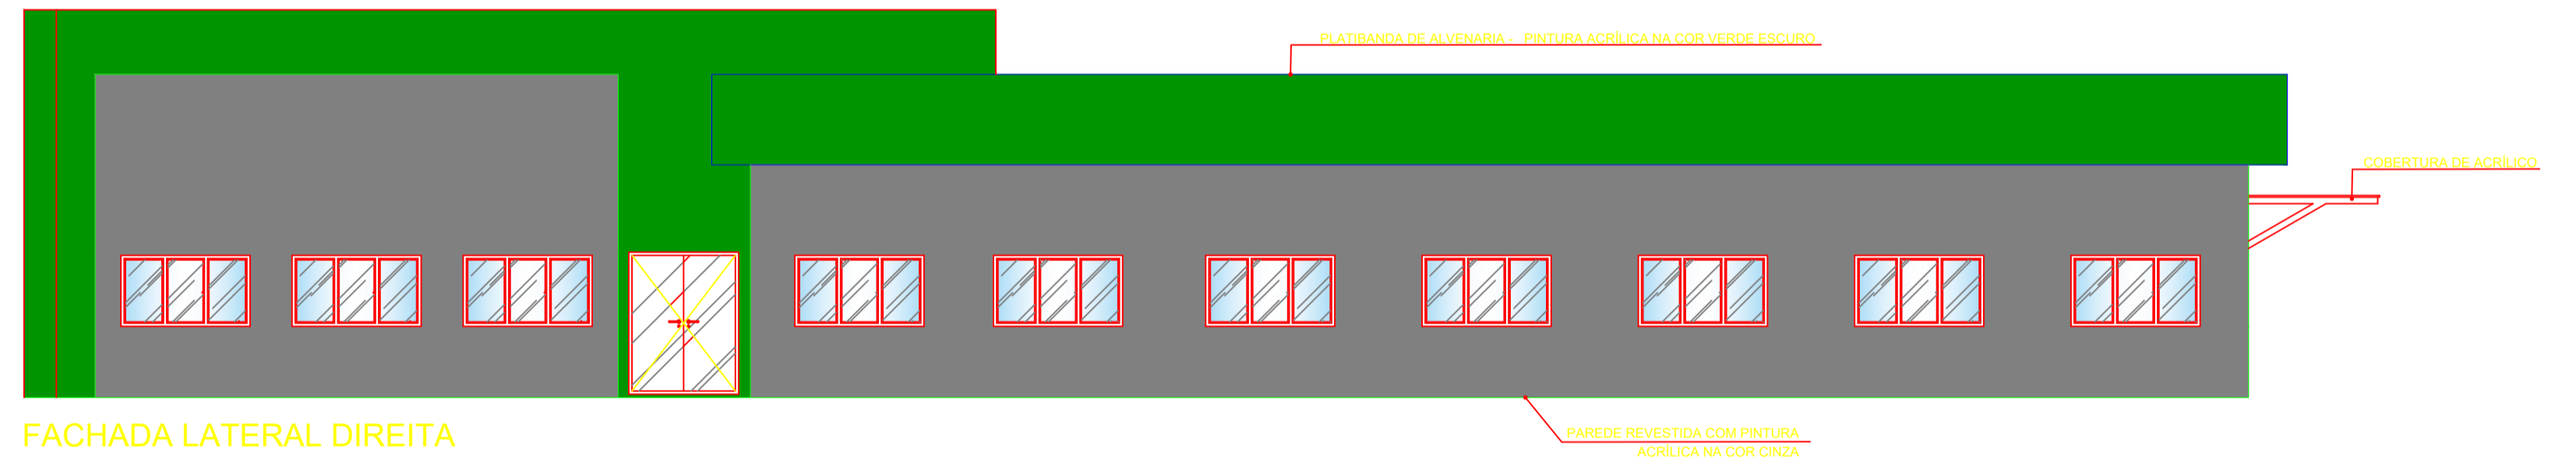 PLATIBANDA DE ALVENARIA - PINTURA ACRÍLICA NA COR VERDE ESCURO
COBERTURA DE ACRÍLICO
FACHADA LATERAL DIREITA
PAREDE REVESTIDA COM PINTURA
ACRÍLICA NA COR CINZA